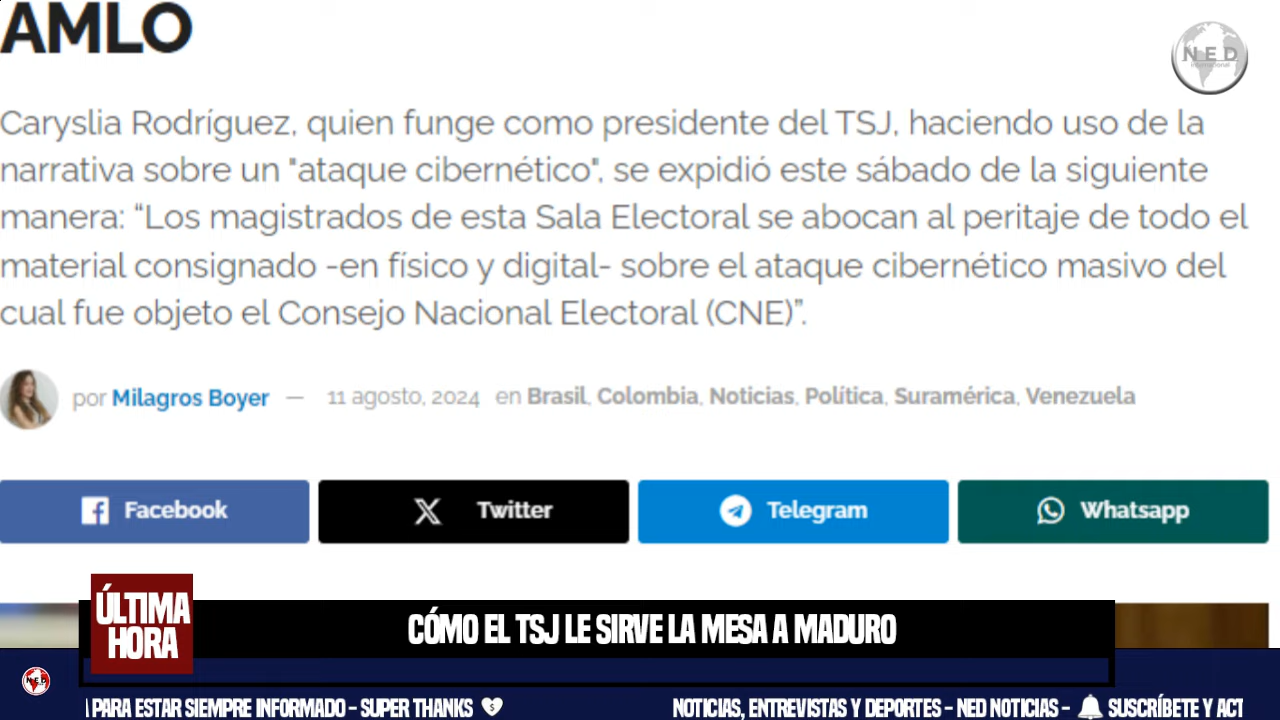 AMLO
NED
International
Caryslia Rodríguez, quien funge como presidente del TSJ, haciendo uso de la
narrativa sobre un "ataque cibernético", se expidió este sábado de la siguiente
manera: “Los magistrados de esta Sala Electoral se abocan al peritaje de todo el
material consignado -en físico y digital- sobre el ataque cibernético masivo del
cual fue objeto el Consejo Nacional Electoral (CNE)”.
por Milagros Boyer — 11 agosto, 2024 en Brasil, Colombia, Noticias, Política, Suramérica, Venezuela
Facebook
Twitter
Telegram
Whatsapp
ÚLTIMA
HORA
CÓMO EL TSJ LE SIRVE LA MESA A MADURO
NED
A PARA ESTAR SIEMPRE INFORMADO - SUPER THANKS
NOTICIAS, ENTREVISTAS Y DEPORTES - NED NOTICIAS - SUSCRÍBETE Y ACT